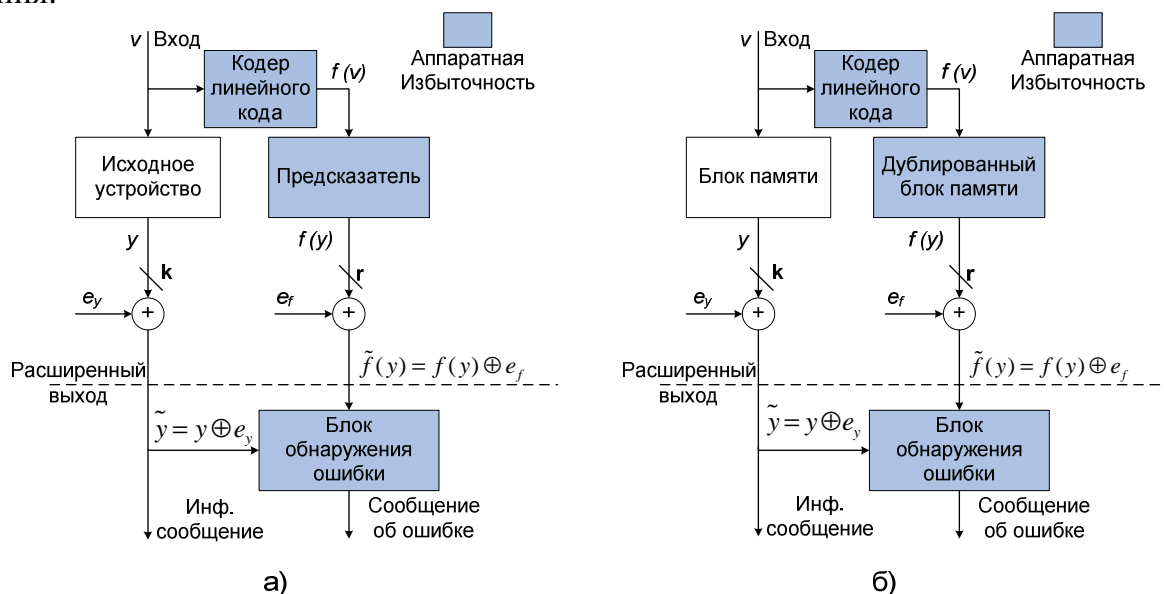 ния.
v Вход
Кодер
линейного
кода
f (v)
Аппаратная
Избыточность
Исходное
устройство
Предсказатель
y
f (y)
k
r
e_y
+
e_f
+
Расширенный
выход
f̃(y) = f(y)⊕e_f
ỹ = y⊕e_y
Блок
обнаружения
ошибки
Инф.
сообщение
Сообщение
об ошибке
а)
v Вход
Кодер
линейного
кода
f (v)
Аппаратная
Избыточность
Блок памяти
Дублированный
блок памяти
y
f (y)
k
r
e_y
+
e_f
+
Расширенный
выход
f̃(y) = f(y)⊕e_f
ỹ = y⊕e_y
Блок
обнаружения
ошибки
Инф.
сообщение
Сообщение
об ошибке
б)